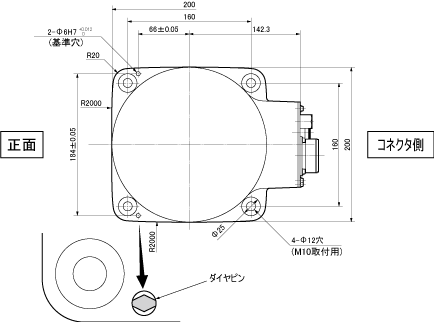 200
160
66±0.05
142.3
2-Φ6H7 +0.012 0
(基準穴)
R20
R2000
184±0.05
正面
コネクタ側
160
200
R2000
Φ25
4-Φ12穴
(M10取付用)
ダイヤピン